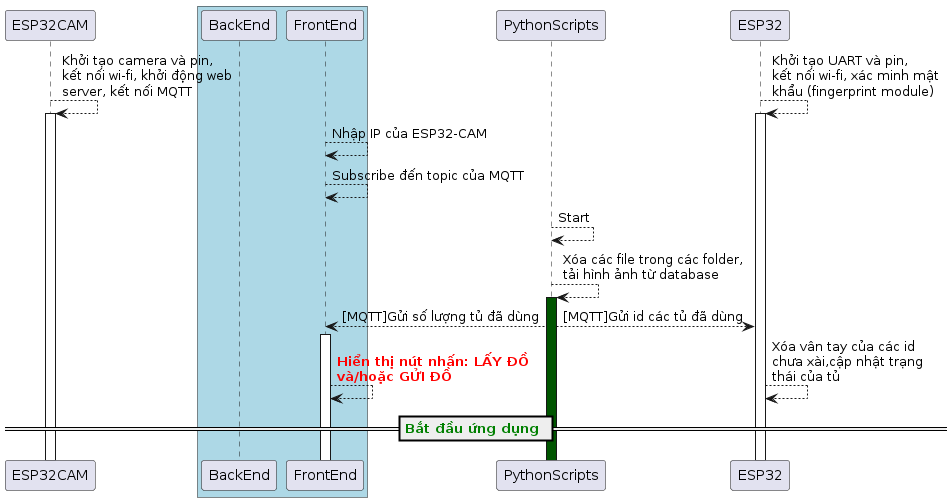 ESP32CAM
BackEnd
FrontEnd
PythonScripts
ESP32
Khởi tạo camera và pin,
kết nối wi-fi, khởi động web
server, kết nối MQTT
Khởi tạo UART và pin,
kết nối wi-fi, xác minh mật
khẩu (fingerprint module)
Nhập IP của ESP32-CAM
Subscribe đến topic của MQTT
Start
Xóa các file trong các folder,
tải hình ảnh từ database
[MQTT]Gửi số lượng tủ đã dùng
[MQTT]Gửi id các tủ đã dùng
Hiển thị nút nhấn: LẤY ĐỒ
và/hoặc GỬI ĐỒ
Xóa vân tay của các id
chưa xài,cập nhật trạng
thái của tủ
Bắt đầu ứng dụng
ESP32CAM
BackEnd
FrontEnd
PythonScripts
ESP32